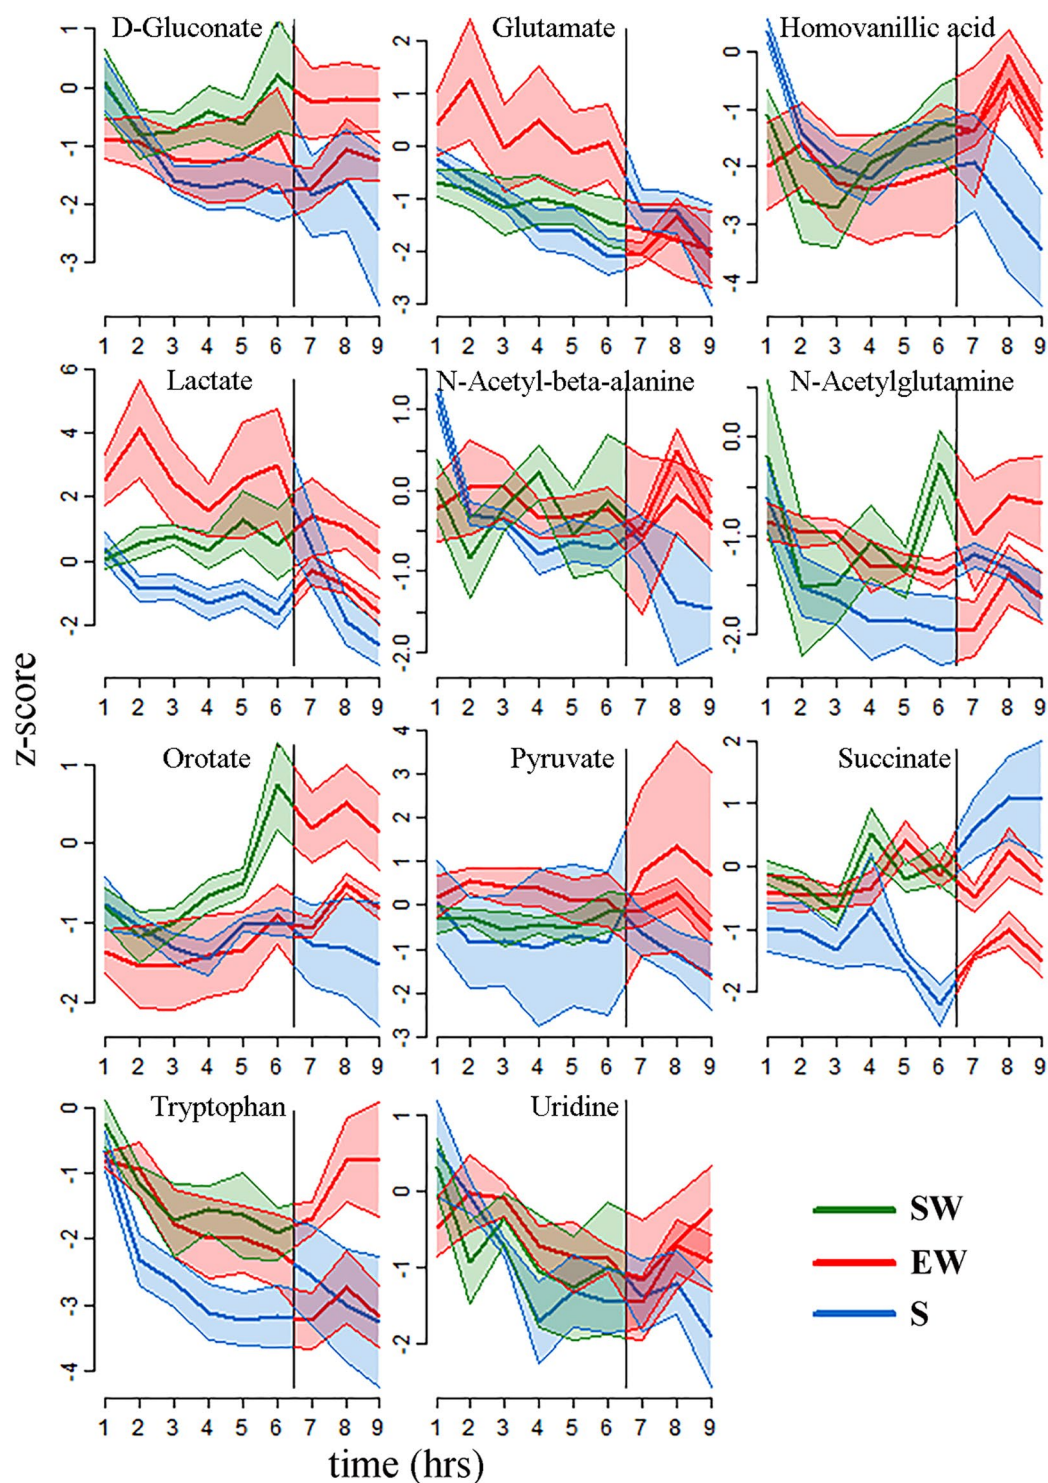 D-Gluconate Glutamate Homovanillic acid
1 0 -1 -2 -3
2 1 0 -1 -2 -3
0 -1 -2 -3 -4
1 2 3 4 5 6 7 8 9 1 2 3 4 5 6 7 8 9 1 2 3 4 5 6 7 8 9
Lactate N-Acetyl-beta-alanine N-Acetylglutamine
6 4 2 0 -2
1.0 0.0 -1.0 -2.0
0.0 -1.0 -2.0
1 2 3 4 5 6 7 8 9 1 2 3 4 5 6 7 8 9 1 2 3 4 5 6 7 8 9
z-score
Orotate Pyruvate Succinate
1 0 -1 -2
4 3 2 1 0 -1 -2 -3
2 1 0 -1 -2
1 2 3 4 5 6 7 8 9 1 2 3 4 5 6 7 8 9 1 2 3 4 5 6 7 8 9
Tryptophan Uridine
0 -1 -2 -3 -4
1 0 -1 -2
SW
EW
S
1 2 3 4 5 6 7 8 9 1 2 3 4 5 6 7 8 9
time (hrs)